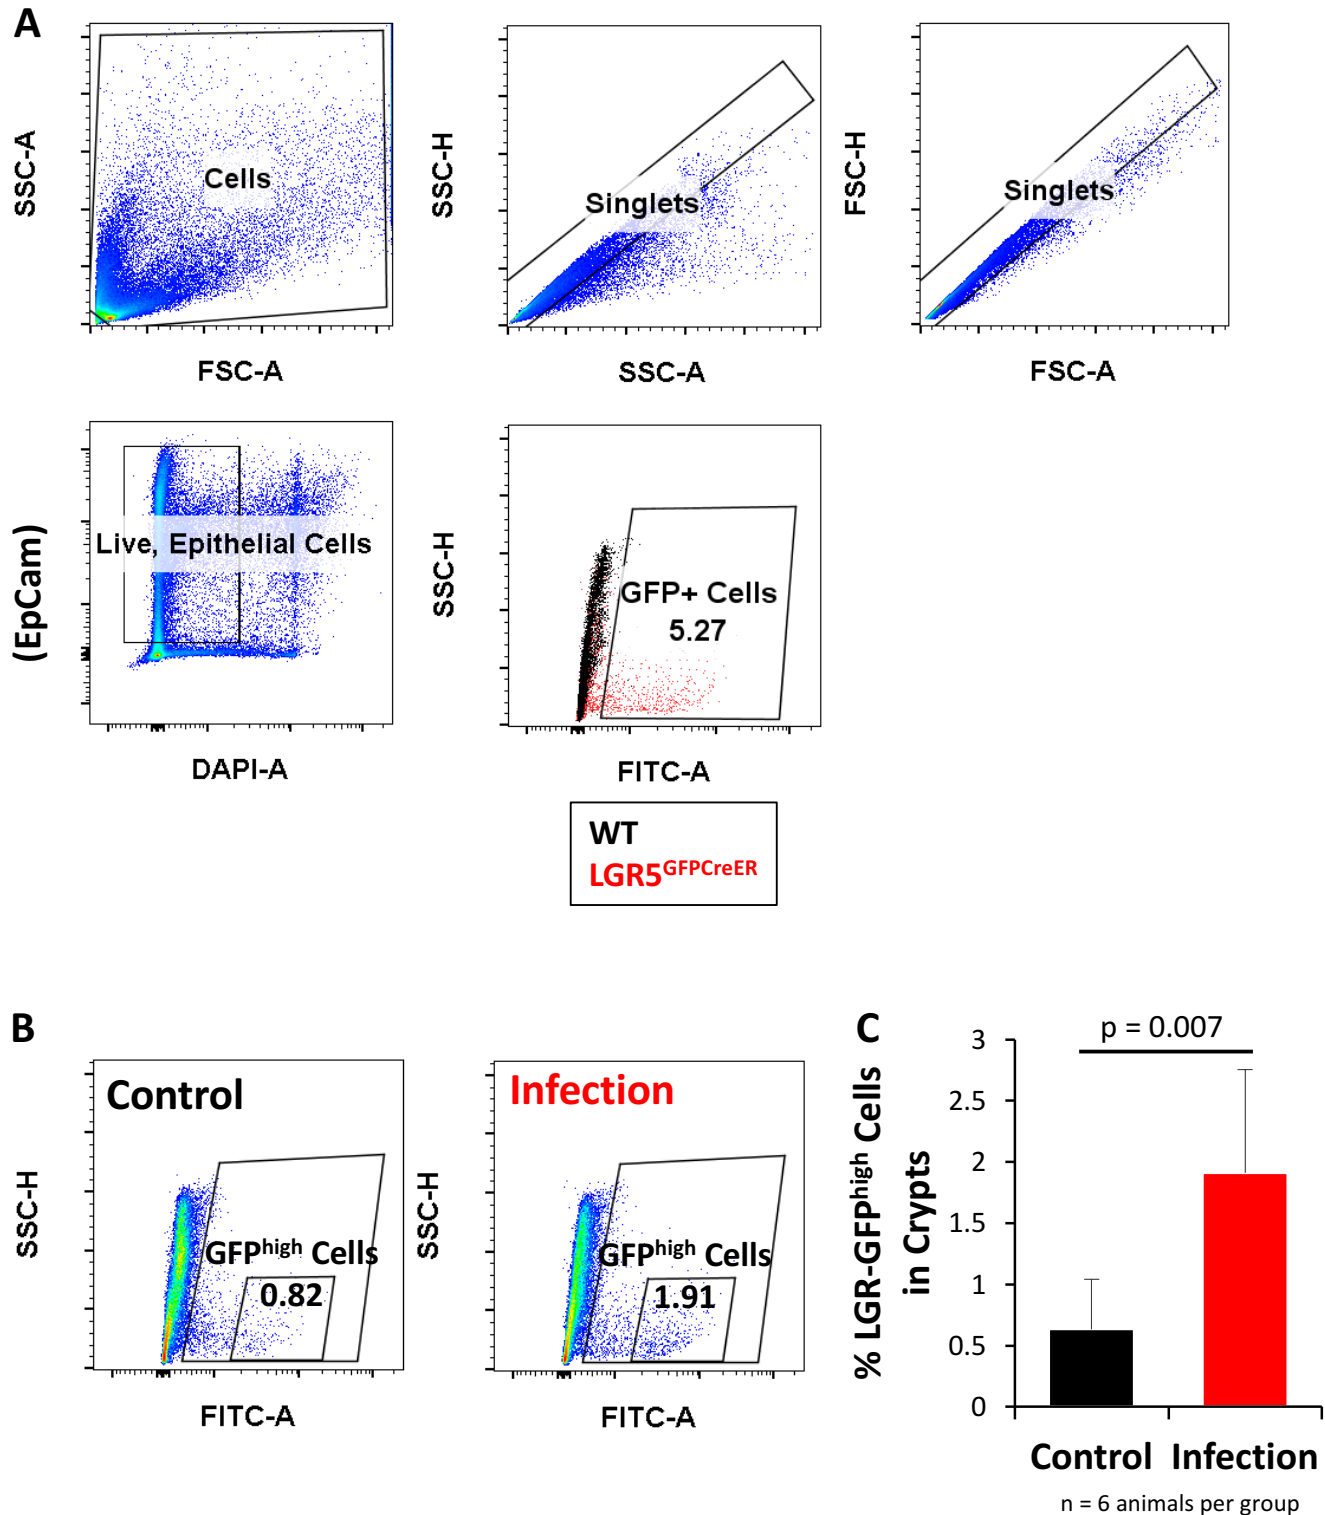 A
SSC-A
Cells
FSC-A
SSC-H
Singlets
SSC-A
FSC-H
Singlets
FSC-A
(EpCam)
Live, Epithelial Cells
DAPI-A
SSC-H
GFP+ Cells
5.27
FITC-A
WT
LGR5GFPCreER
B
Control
SSC-H
GFPhigh Cells
0.82
FITC-A
Infection
SSC-H
GFPhigh Cells
1.91
FITC-A
C
p = 0.007
% LGR-GFPhigh Cells
in Crypts
3
2.5
2
1.5
1
0.5
0
Control Infection
n = 6 animals per group